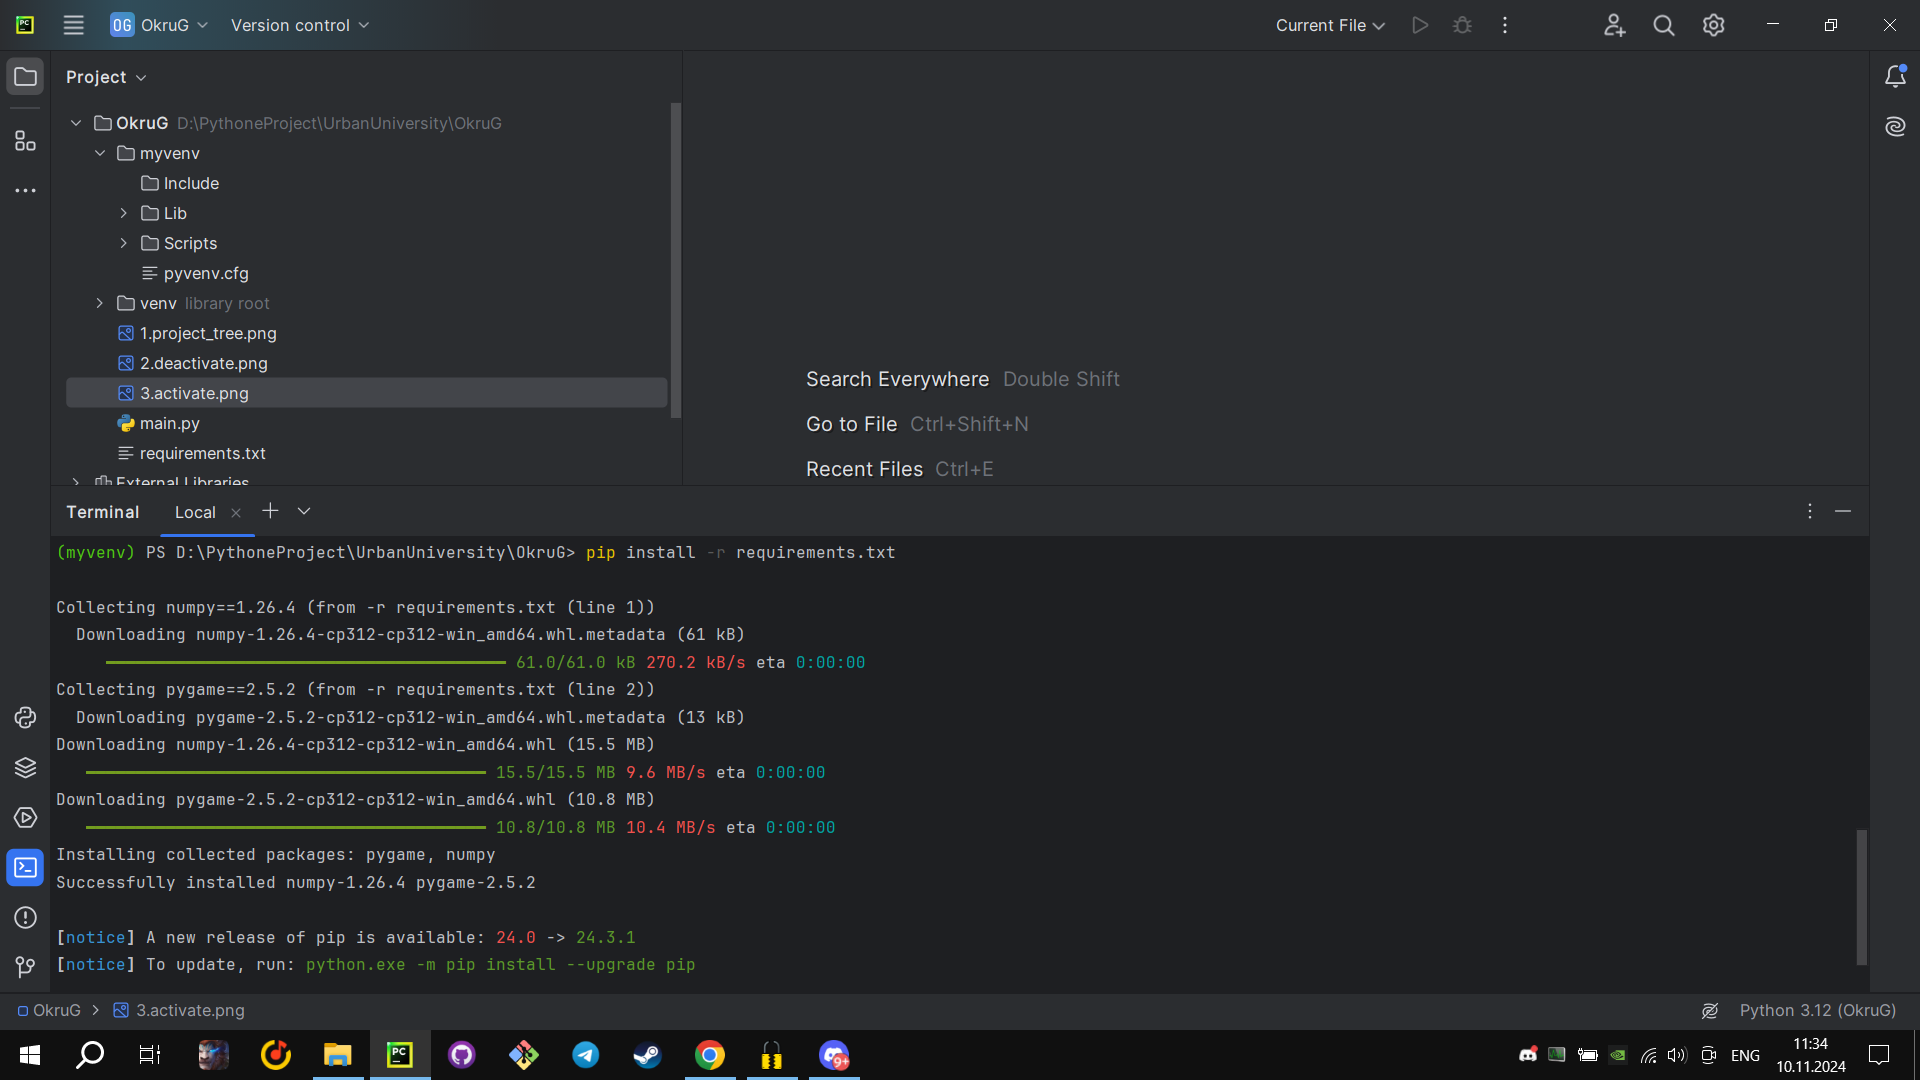 PC
OG OkruG
Version control
Current File
Project
OkruG D:\PythoneProject\UrbanUniversity\OkruG
myvenv
Include
Lib
Scripts
pyvenv.cfg
venv library root
1.project_tree.png
2.deactivate.png
3.activate.png
main.py
requirements.txt
External Libraries
Search Everywhere Double Shift
Go to File Ctrl+Shift+N
Recent Files Ctrl+E
Terminal Local
(myvenv) PS D:\PythoneProject\UrbanUniversity\OkruG> pip install -r requirements.txt
Collecting numpy==1.26.4 (from -r requirements.txt (line 1))
Downloading numpy-1.26.4-cp312-cp312-win_amd64.whl.metadata (61 kB)
61.0/61.0 kB 270.2 kB/s eta 0:00:00
Collecting pygame==2.5.2 (from -r requirements.txt (line 2))
Downloading pygame-2.5.2-cp312-cp312-win_amd64.whl.metadata (13 kB)
Downloading numpy-1.26.4-cp312-cp312-win_amd64.whl (15.5 MB)
15.5/15.5 MB 9.6 MB/s eta 0:00:00
Downloading pygame-2.5.2-cp312-cp312-win_amd64.whl (10.8 MB)
10.8/10.8 MB 10.4 MB/s eta 0:00:00
Installing collected packages: pygame, numpy
Successfully installed numpy-1.26.4 pygame-2.5.2
[notice] A new release of pip is available: 24.0 -> 24.3.1
[notice] To update, run: python.exe -m pip install --upgrade pip
OkruG > 3.activate.png
Python 3.12 (OkruG)
PC
9+
ENG
11:34
10.11.2024